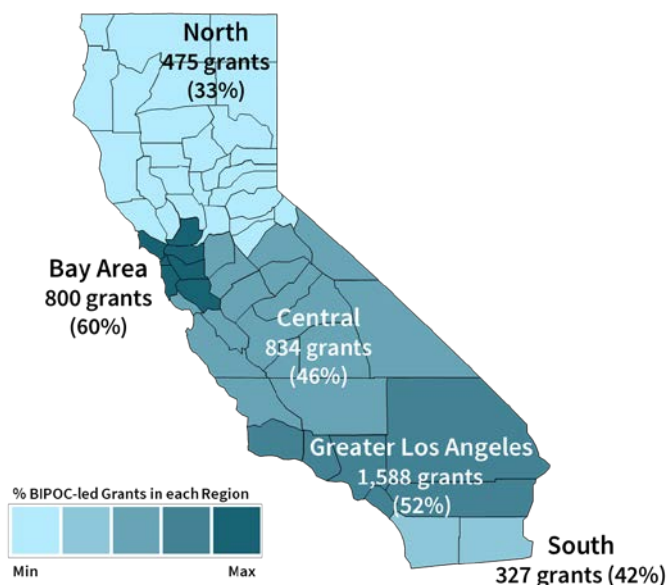 North
475 grants
(33%)
Bay Area
800 grants
(60%)
Central
834 grants
(46%)
Greater Los Angeles
1,588 grants
(52%)
% BIPOC-led Grants in each Region
Min Max
South
327 grants (42%)